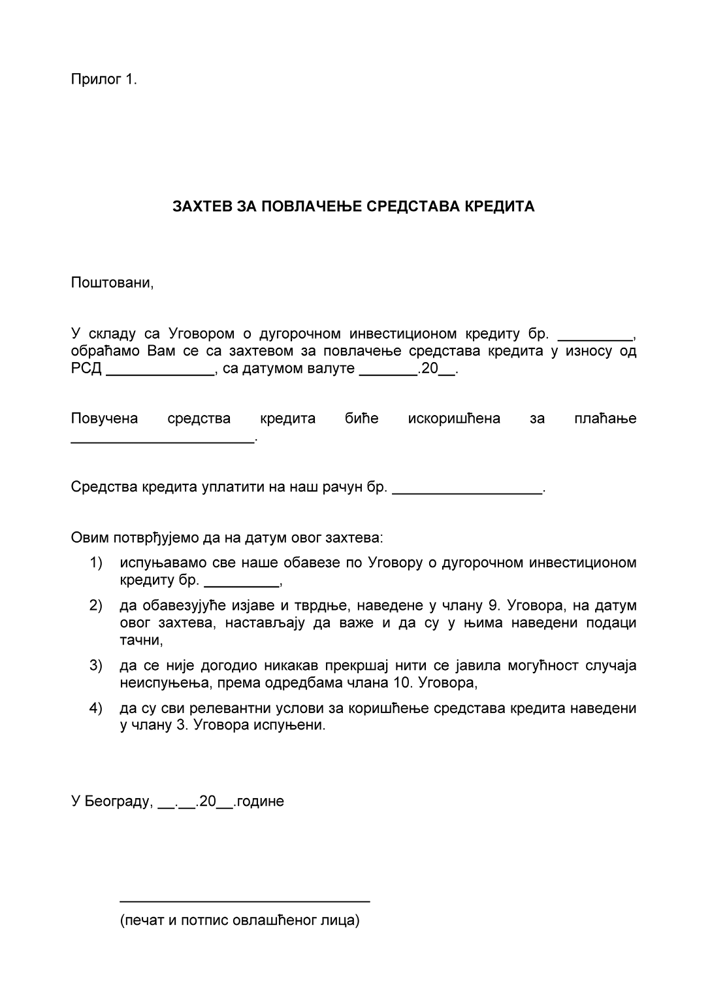 Прилог 1.
ЗАХТЕВ ЗА ПОВЛАЧЕЊЕ СРЕДСТАВА КРЕДИТА
Поштовани,
У складу са Уговором о дугорочном инвестиционом кредиту бр. _________,
обраћамо Вам се са захтевом за повлачење средстава кредита у износу од
РСД _____________, са датумом валуте _______.20__.
Повучена средства кредита биће искоришћена за плаћање
______________________.
Средства кредита уплатити на наш рачун бр. __________________.
Овим потврђујемо да на датум овог захтева:
1) испуњавамо све наше обавезе по Уговору о дугорочном инвестиционом
кредиту бр. _________,
2) да обавезујуће изјаве и тврдње, наведене у члану 9. Уговора, на датум
овог захтева, настављају да важе и да су у њима наведени подаци
тачни,
3) да се није догодио никакав прекршај нити се јавила могућност случаја
неиспуњења, према одредбама члана 10. Уговора,
4) да су сви релевантни услови за коришћење средстава кредита наведени
у члану 3. Уговора испуњени.
У Београду, __.__.20__.године
______________________________
(печат и потпис овлашћеног лица)